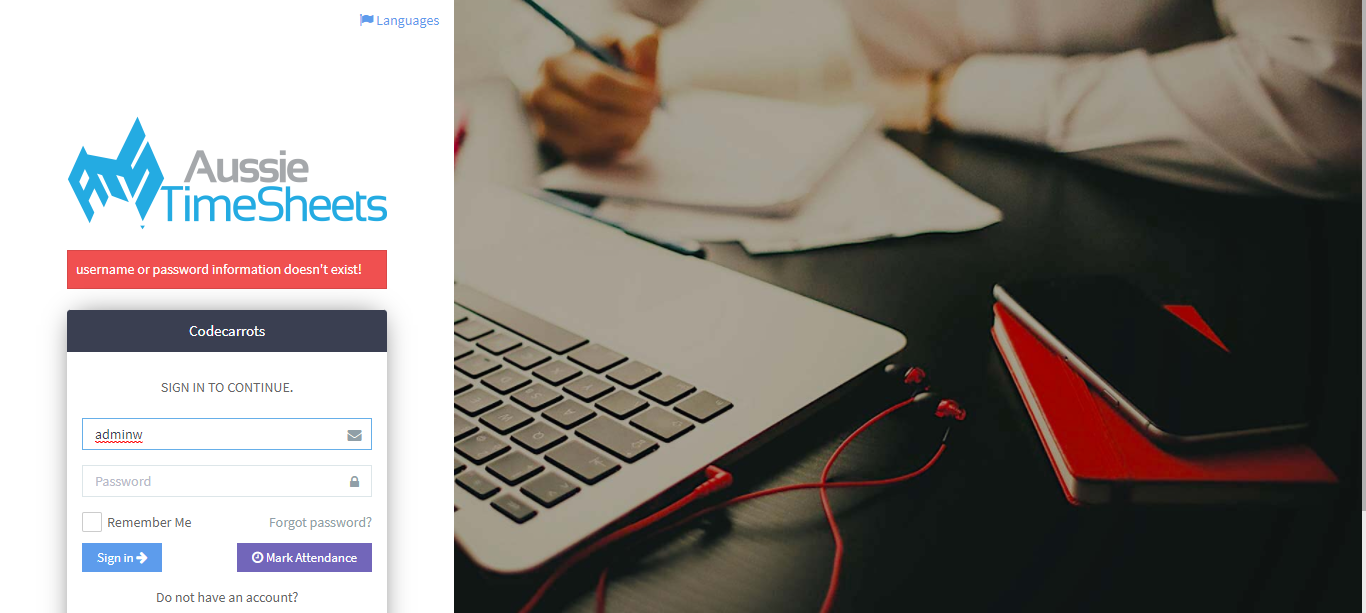 Languages
Aussie
TimeSheets
username or password information doesn't exist!
Codecarrots
SIGN IN TO CONTINUE.
adminw
Password
Remember Me
Forgot password?
Sign in
Mark Attendance
Do not have an account?